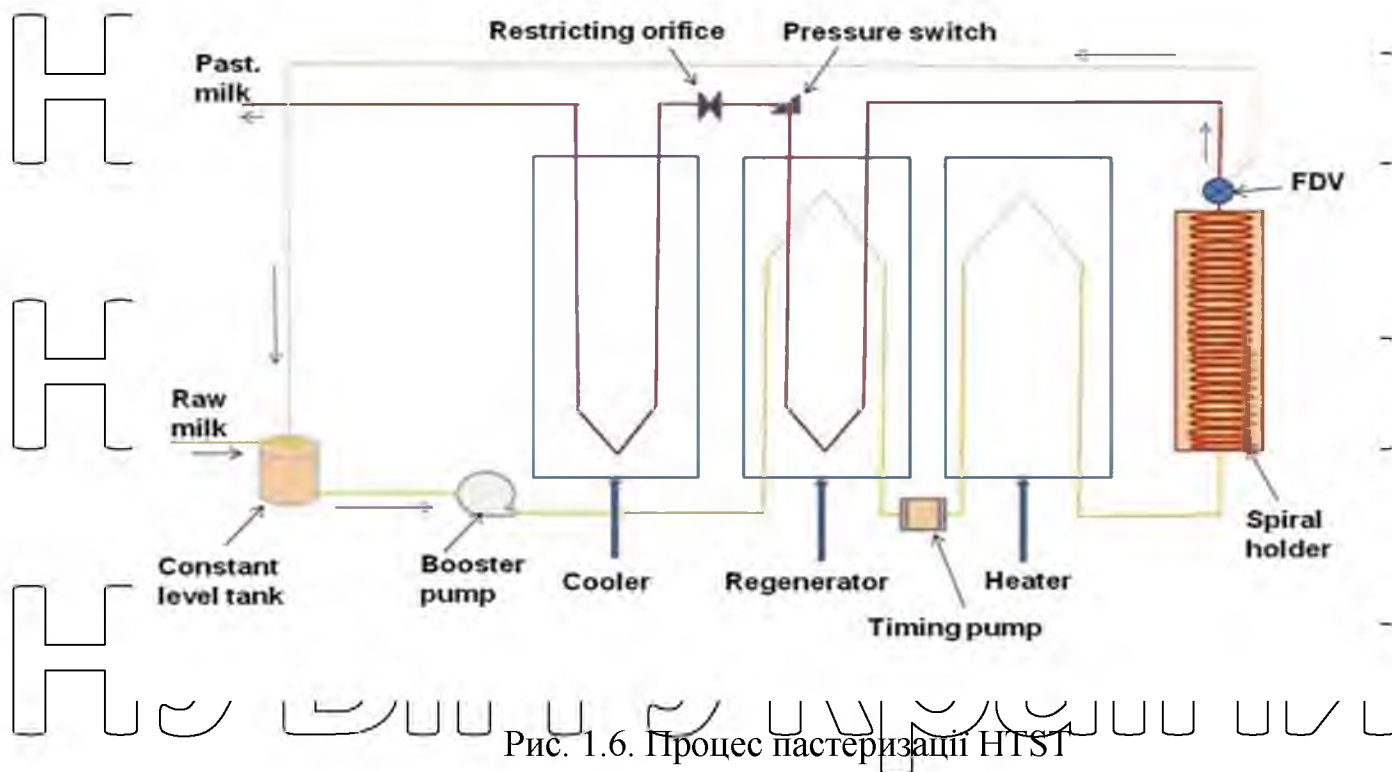 Restricting orifice
Pressure switch
Past.
milk
FDV
Raw
milk
Constant
level tank
Booster
pump
Cooler
Regenerator
Heater
Timing pump
Spiral
holder
Рис. 1.6. Процес пастеризації HTST